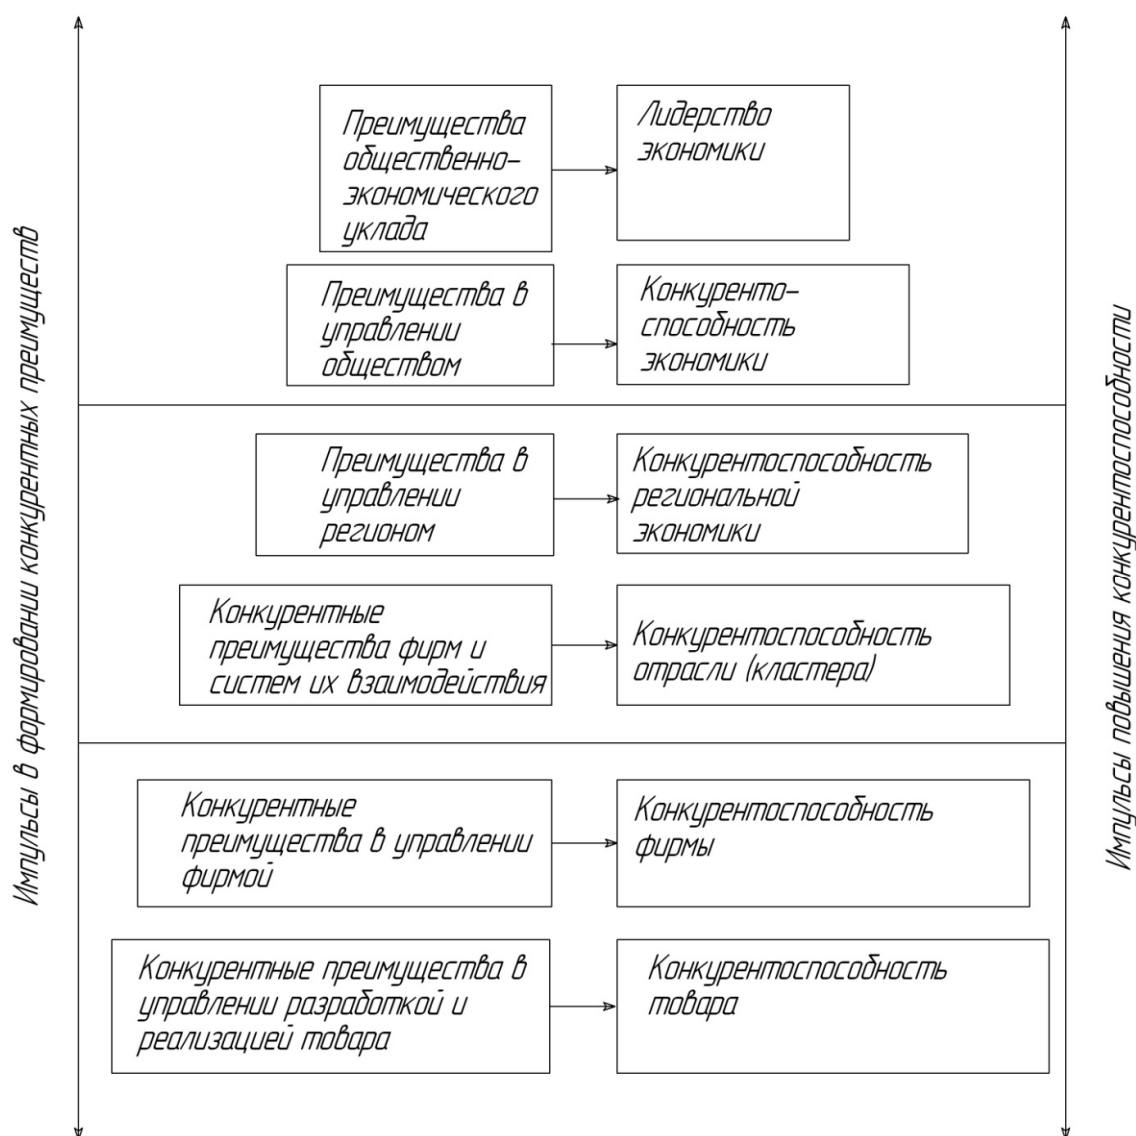 Импульсы в формировании конкурентных преимуществ
Преимущества
общественно-
экономического
уклада
Лидерство
экономики
Преимущества в
управлении
обществом
Конкуренто-
способность
экономики
Преимущества в
управлении
регионом
Конкурентоспособность
региональной
экономики
Конкурентные
преимущества фирм и
систем их взаимодействия
Конкурентоспособность
отрасли (кластера)
Конкурентные
преимущества в управлении
фирмой
Конкурентоспособность
фирмы
Конкурентные преимущества в
управлении разработкой и
реализацией товара
Конкурентоспособность
товара
Импульсы повышения конкурентоспособности